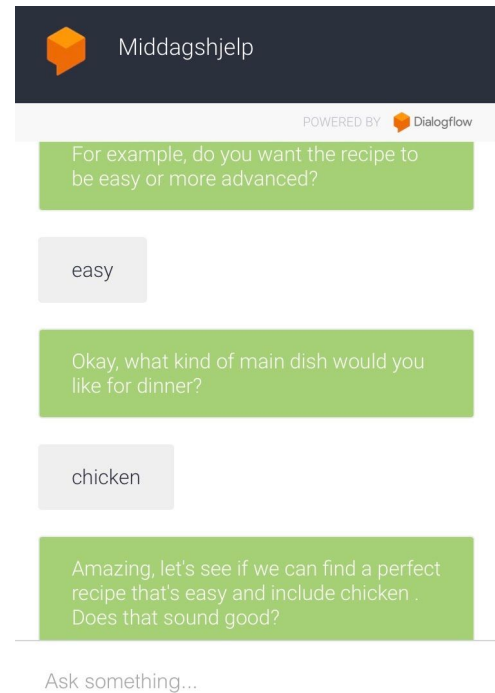 Middagshjelp
POWERED BY Dialogflow
For example, do you want the recipe to
be easy or more advanced?
easy
Okay, what kind of main dish would you
like for dinner?
chicken
Amazing, let's see if we can find a perfect
recipe that's easy and include chicken .
Does that sound good?
Ask something...